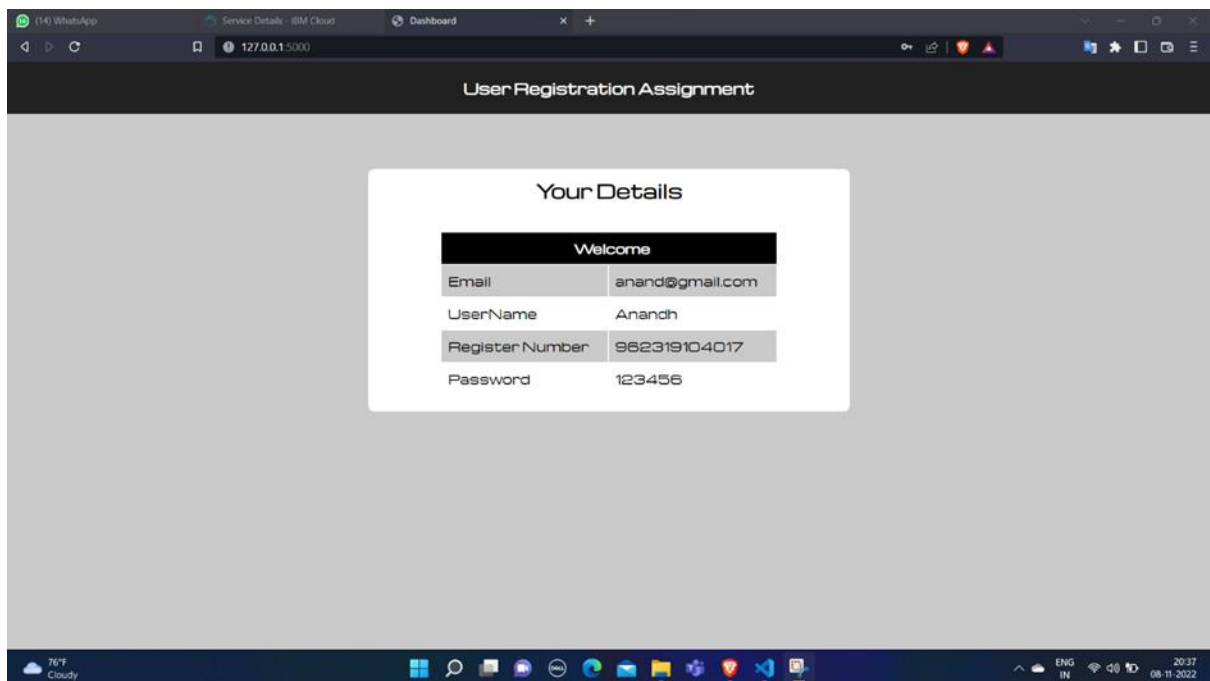 (14) WhatsApp Service Details - IBM Cloud Dashboard
127.0.0.1:5000
User Registration Assignment
Your Details
Welcome
Email anand@gmail.com
UserName Anandh
Register Number 962319104017
Password 123456
76°F
Cloudy
ENG
IN
20:37
08-11-2022